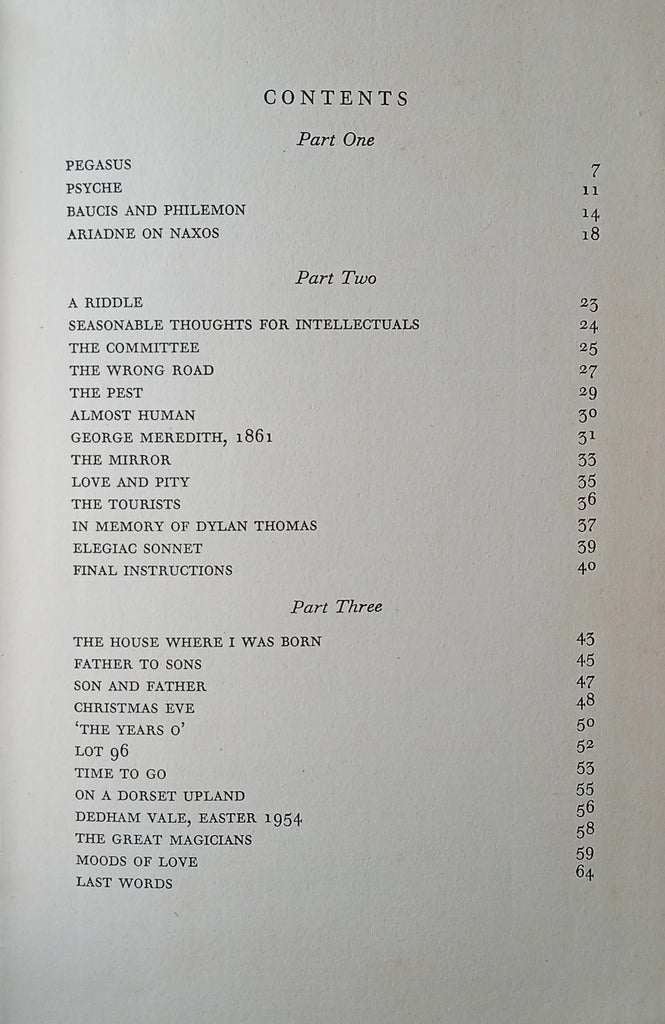 CONTENTS
Part One
PEGASUS 7
PSYCHE 11
BAUCIS AND PHILEMON 14
ARIADNE ON NAXOS 18
Part Two
A RIDDLE 23
SEASONABLE THOUGHTS FOR INTELLECTUALS 24
THE COMMITTEE 25
THE WRONG ROAD 27
THE PEST 29
ALMOST HUMAN 30
GEORGE MEREDITH, 1861 31
THE MIRROR 33
LOVE AND PITY 35
THE TOURISTS 36
IN MEMORY OF DYLAN THOMAS 37
ELEGIAC SONNET 39
FINAL INSTRUCTIONS 40
Part Three
THE HOUSE WHERE I WAS BORN 43
FATHER TO SONS 45
SON AND FATHER 47
CHRISTMAS EVE 48
‘THE YEARS O’ 50
LOT 96 52
TIME TO GO 53
ON A DORSET UPLAND 55
DEDHAM VALE, EASTER 1954 56
THE GREAT MAGICIANS 58
MOODS OF LOVE 59
LAST WORDS 64